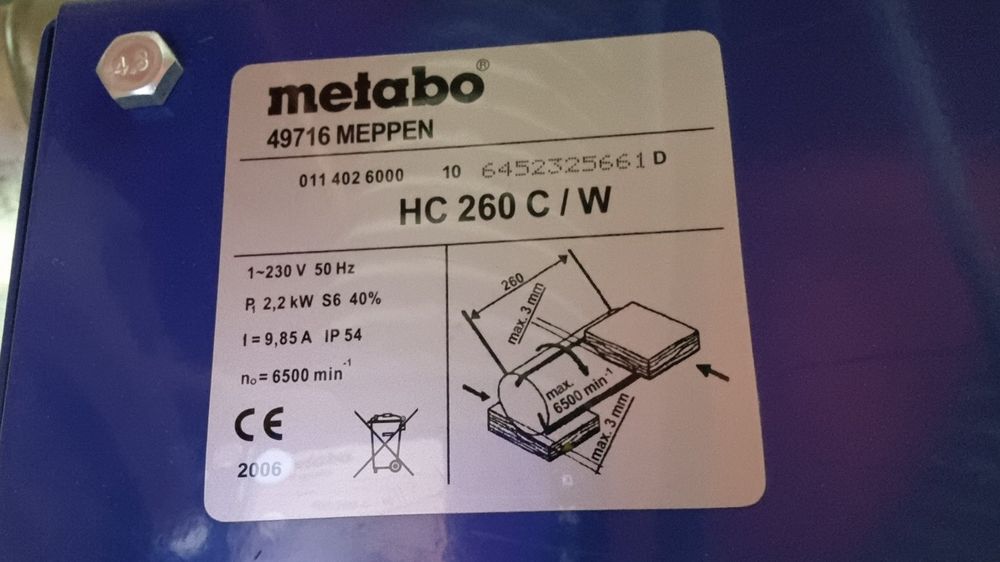 4.8
metabo®
49716 MEPPEN
011 402 6000 10 6452325661 D
HC 260 C / W
1~230 V 50 Hz
P₁ 2,2 kW S6 40%
I = 9,85 A IP 54
n₀ = 6500 min⁻¹
CE
2006
260
max. 3 mm
max.
6500 min⁻¹
max. 3 mm